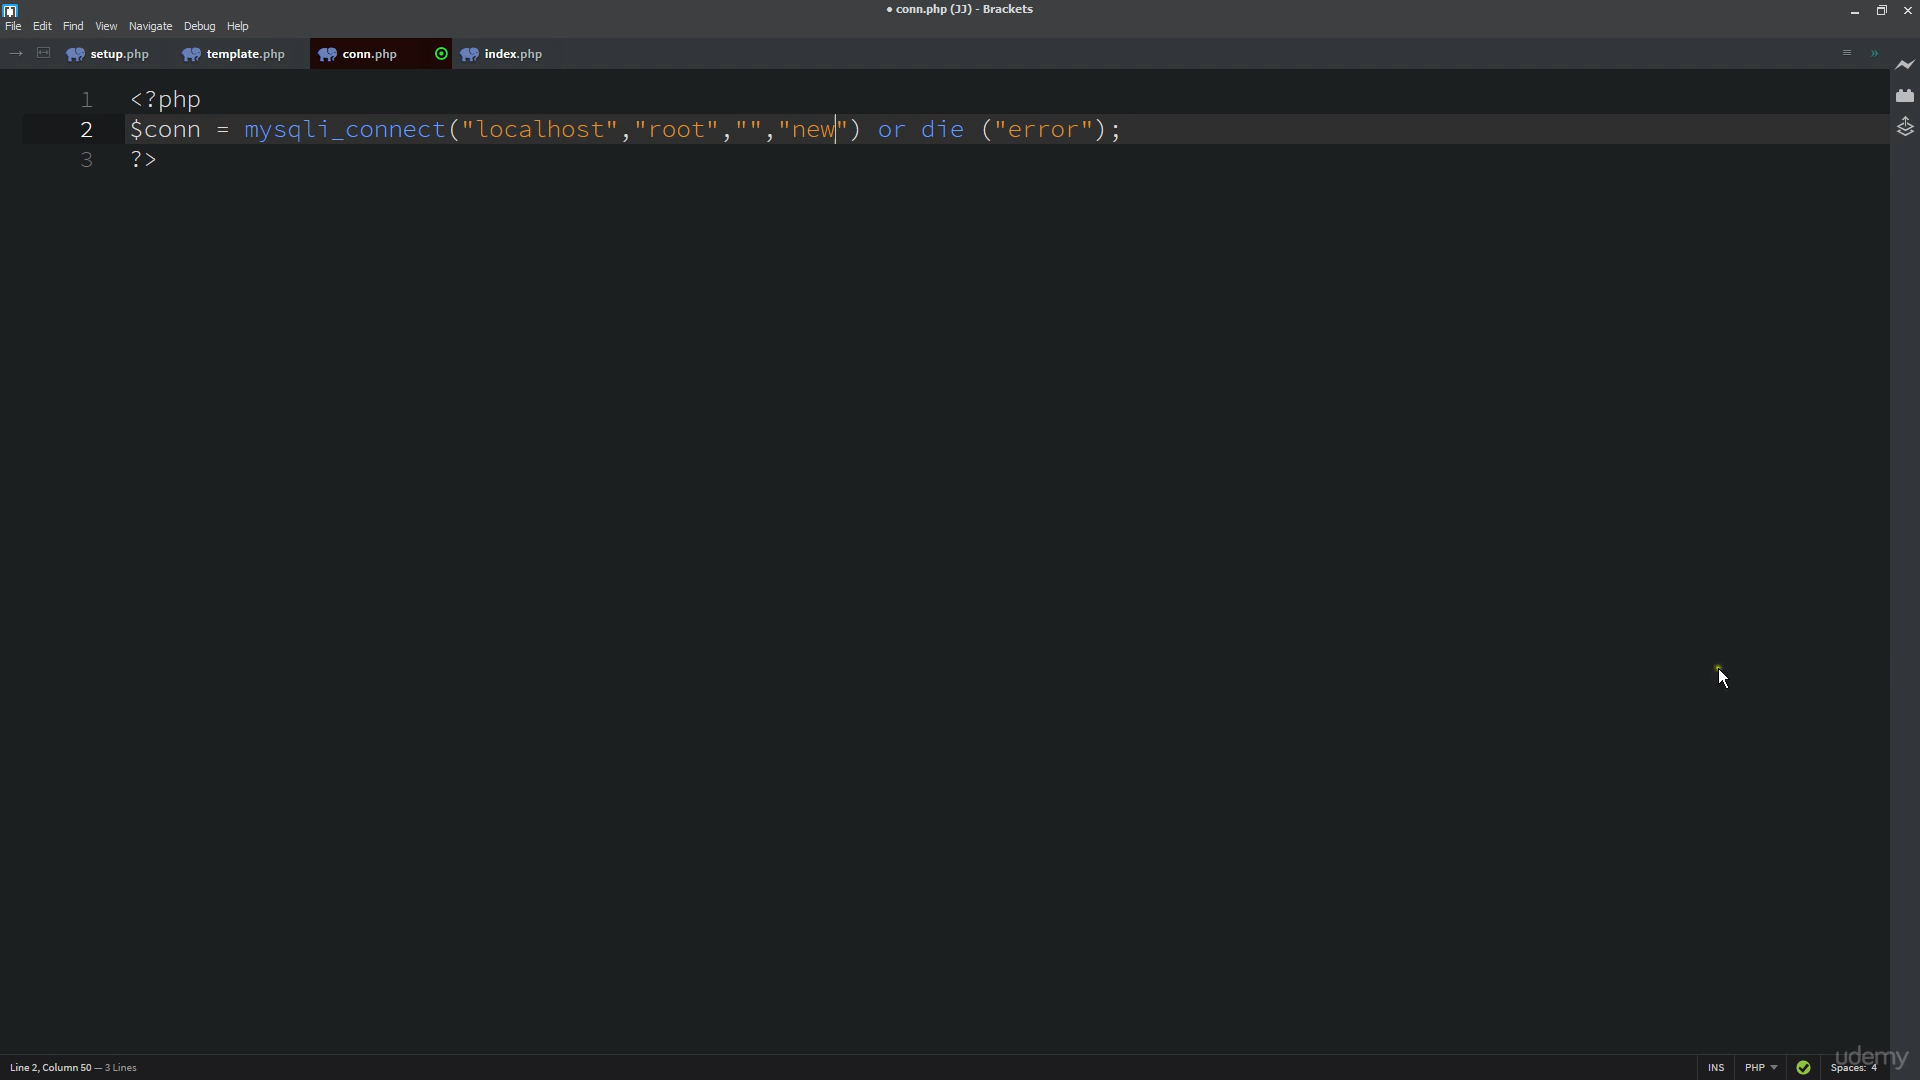 • conn.php (JJ) - Brackets
File Edit Find View Navigate Debug Help
setup.php template.php conn.php index.php
1 <?php
2 $conn = mysqli_connect("localhost","root","","new") or die ("error");
3 ?>
Line 2, Column 50 — 3 Lines
INS PHP Spaces: 4
udemy